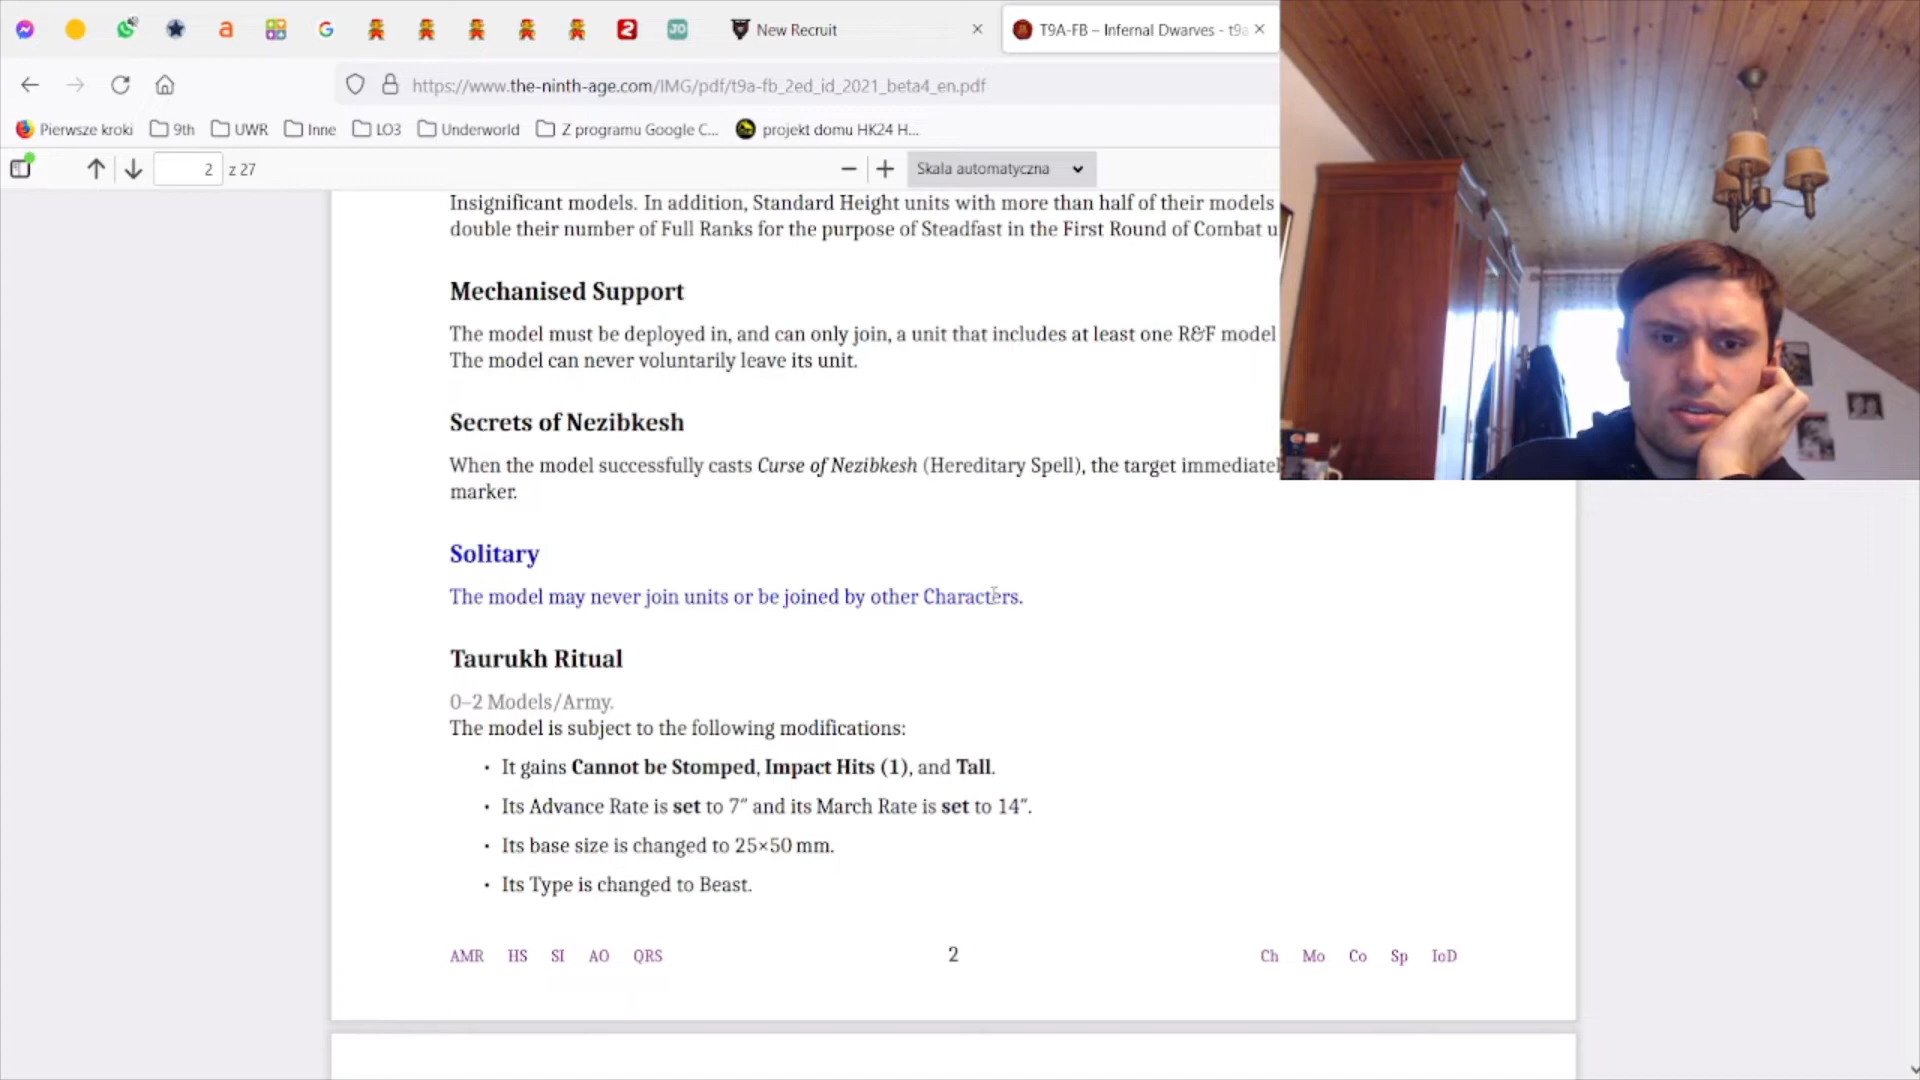 New Recruit
T9A-FB – Infernal Dwarves - t9a
https://www.the-ninth-age.com/IMG/pdf/t9a-fb_2ed_id_2021_beta4_en.pdf
Pierwsze kroki 9th UWR Inne LO3 Underworld Z programu Google C... projekt domu HK24 H...
2 z 27 Skala automatyczna
Insignificant models. In addition, Standard Height units with more than half of their models
double their number of Full Ranks for the purpose of Steadfast in the First Round of Combat u
Mechanised Support
The model must be deployed in, and can only join, a unit that includes at least one R&F model
The model can never voluntarily leave its unit.
Secrets of Nezibkesh
When the model successfully casts Curse of Nezibkesh (Hereditary Spell), the target immediatel
marker.
Solitary
The model may never join units or be joined by other Characters.
Taurukh Ritual
0–2 Models/Army.
The model is subject to the following modifications:
• It gains Cannot be Stomped, Impact Hits (1), and Tall.
• Its Advance Rate is set to 7″ and its March Rate is set to 14″.
• Its base size is changed to 25×50 mm.
• Its Type is changed to Beast.
AMR HS SI AO QRS 2 Ch Mo Co Sp IoD